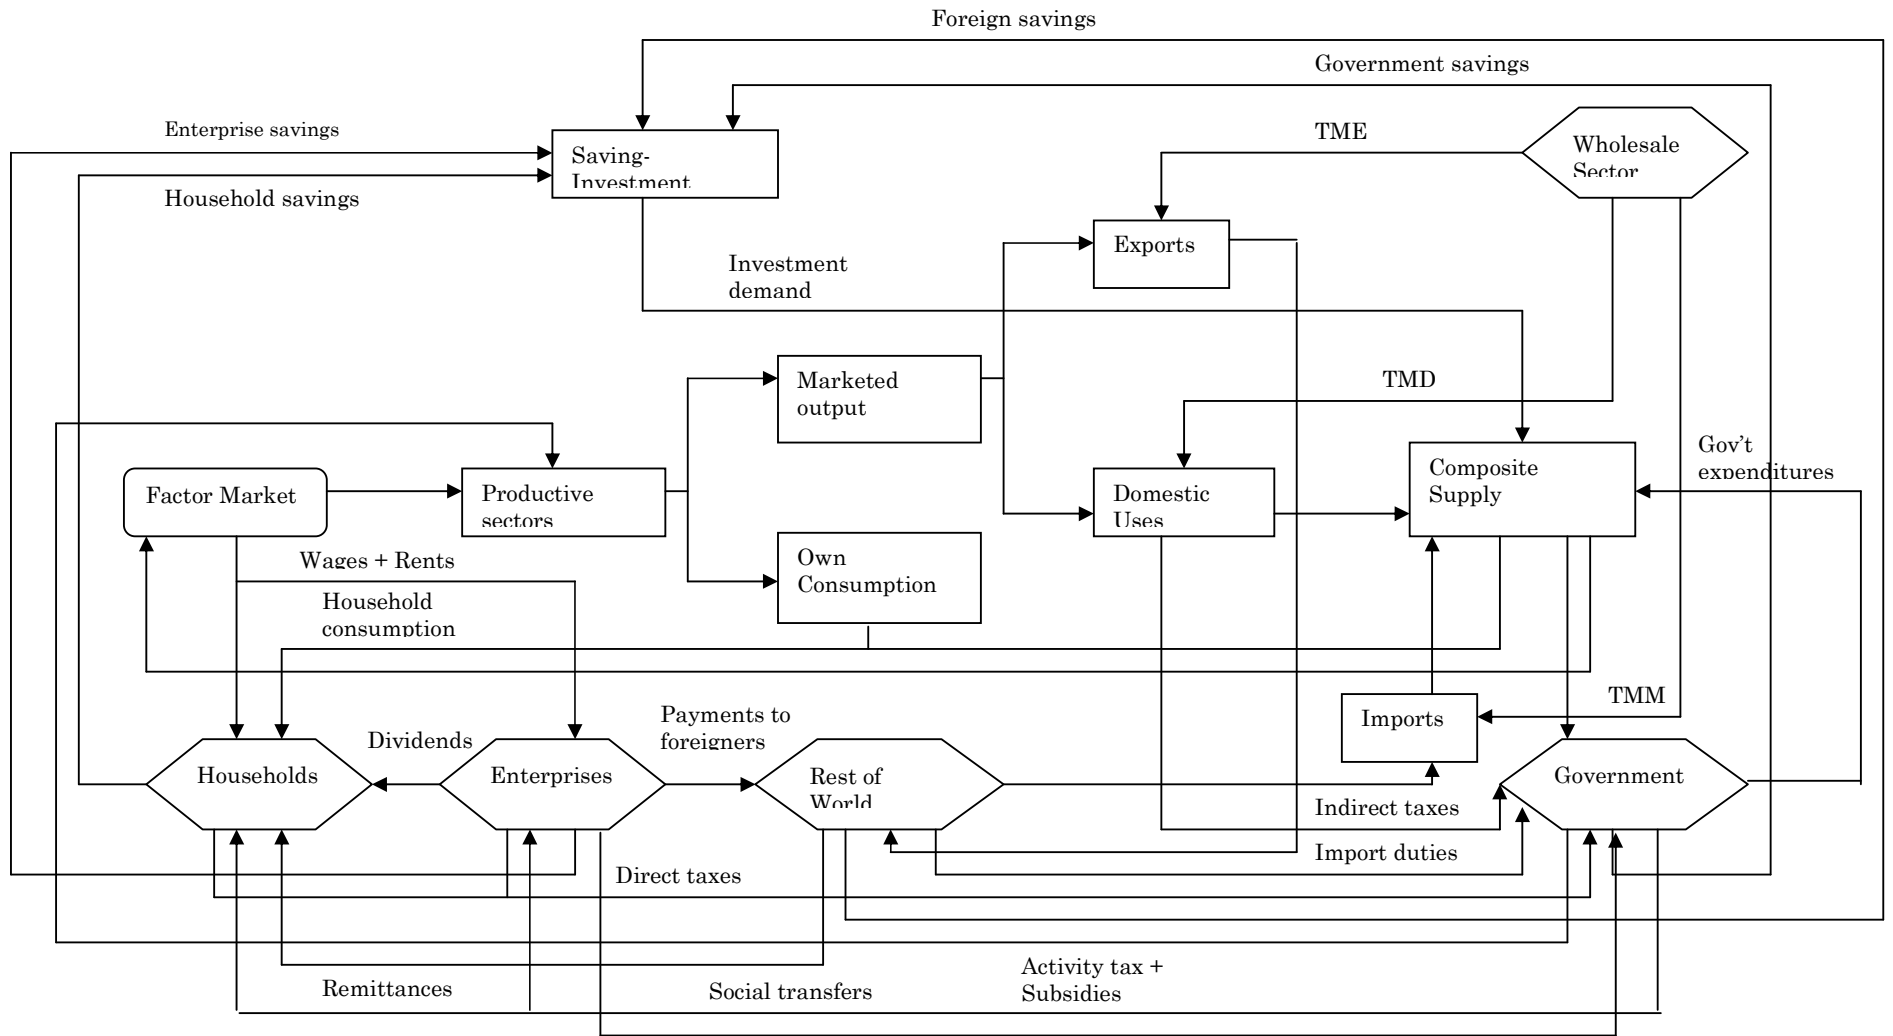 Foreign savings
Government savings
Enterprise savings
TME
Wholesale
Sector
Saving-
Investment
Household savings
Exports
Investment
demand
Marketed
output
TMD
Gov't
expenditures
Composite
Supply
Factor Market
Productive
sectors
Domestic
Uses
Wages + Rents
Own
Consumption
Household
consumption
TMM
Imports
Payments to
foreigners
Dividends
Households
Enterprises
Rest of
World
Government
Indirect taxes
Import duties
Direct taxes
Activity tax +
Subsidies
Remittances
Social transfers